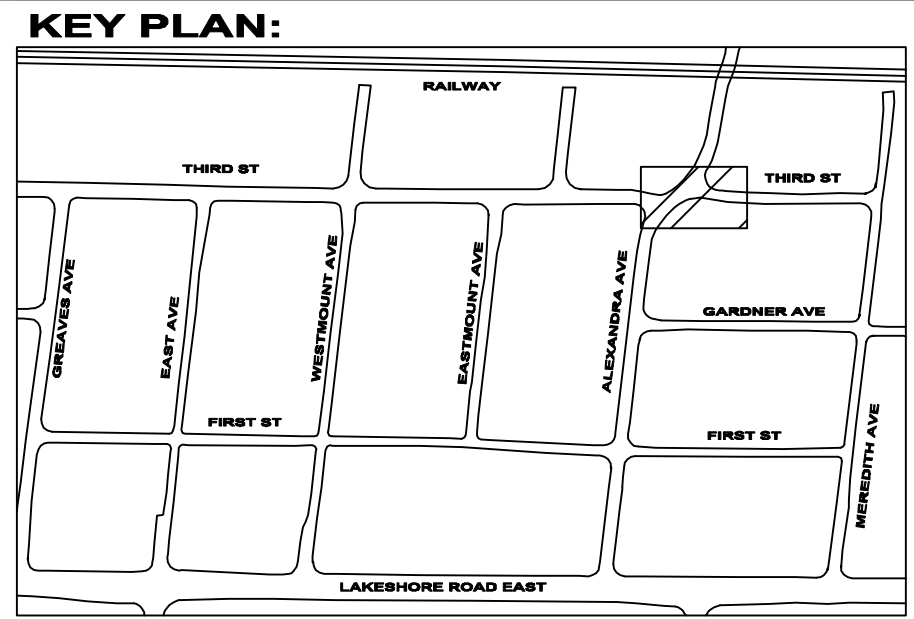 KEY PLAN:
RAILWAY
THIRD ST
THIRD ST
GREAVES AVE
EAST AVE
WESTMOUNT AVE
EASTMOUNT AVE
ALEXANDRA AVE
GARDNER AVE
FIRST ST
FIRST ST
MEREDITH AVE
LAKESHORE ROAD EAST